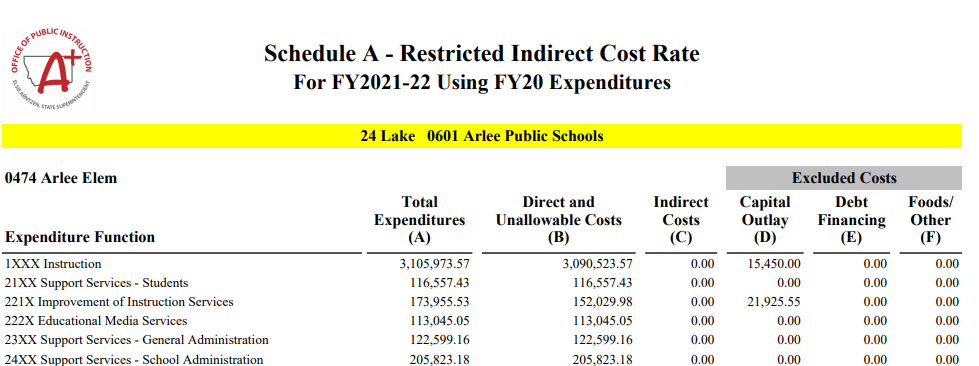 OFFICE OF PUBLIC INSTRUCTION
A+
ELSIE ARNTZEN, STATE SUPERINTENDENT
Schedule A - Restricted Indirect Cost Rate
For FY2021-22 Using FY20 Expenditures
24 Lake 0601 Arlee Public Schools
0474 Arlee Elem Excluded Costs
Total Direct and Indirect Capital Debt Foods/
Expenditures Unallowable Costs Costs Outlay Financing Other
Expenditure Function (A) (B) (C) (D) (E) (F)
1XXX Instruction 3,105,973.57 3,090,523.57 0.00 15,450.00 0.00 0.00
21XX Support Services - Students 116,557.43 116,557.43 0.00 0.00 0.00 0.00
221X Improvement of Instruction Services 173,955.53 152,029.98 0.00 21,925.55 0.00 0.00
222X Educational Media Services 113,045.05 113,045.05 0.00 0.00 0.00 0.00
23XX Support Services - General Administration 122,599.16 122,599.16 0.00 0.00 0.00 0.00
24XX Support Services - School Administration 205,823.18 205,823.18 0.00 0.00 0.00 0.00